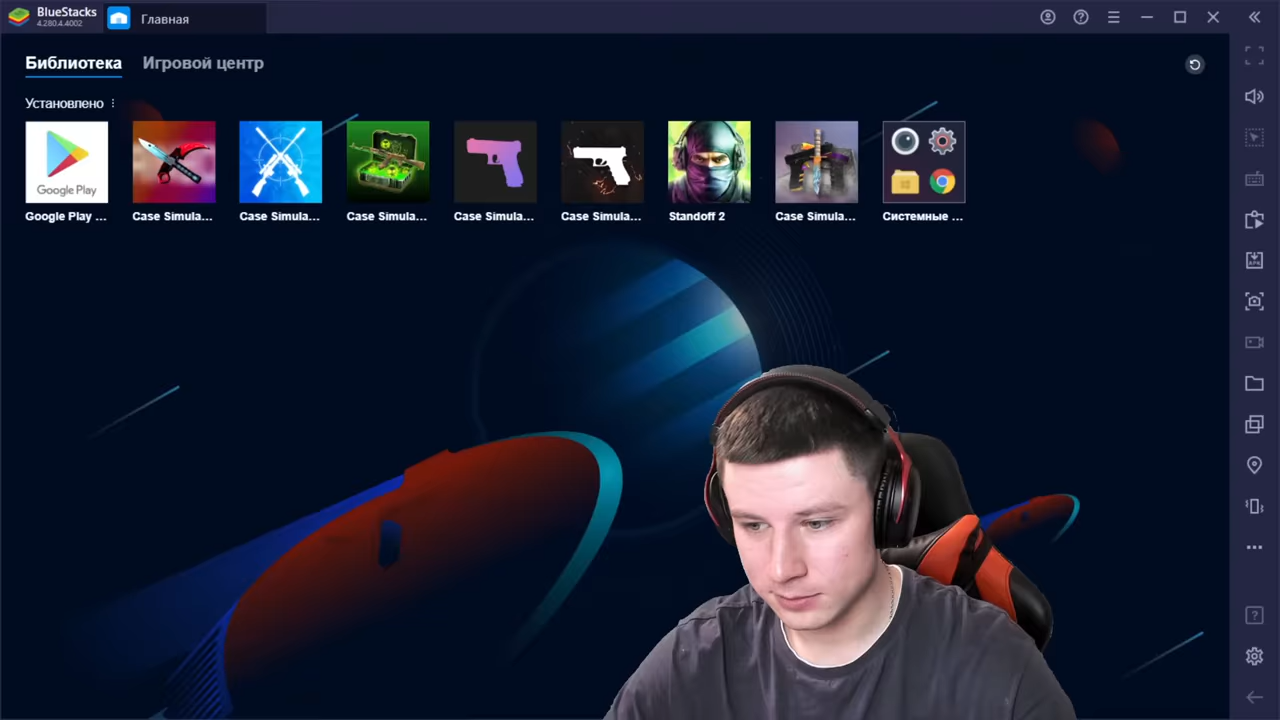 BlueStacks
4.280.4.4002
Главная
Библиотека
Игровой центр
Установлено
Google Play
Google Play ...
Case Simula...
Case Simula...
Case Simula...
Case Simula...
Case Simula...
Standoff 2
Case Simula...
Системные ...
APK